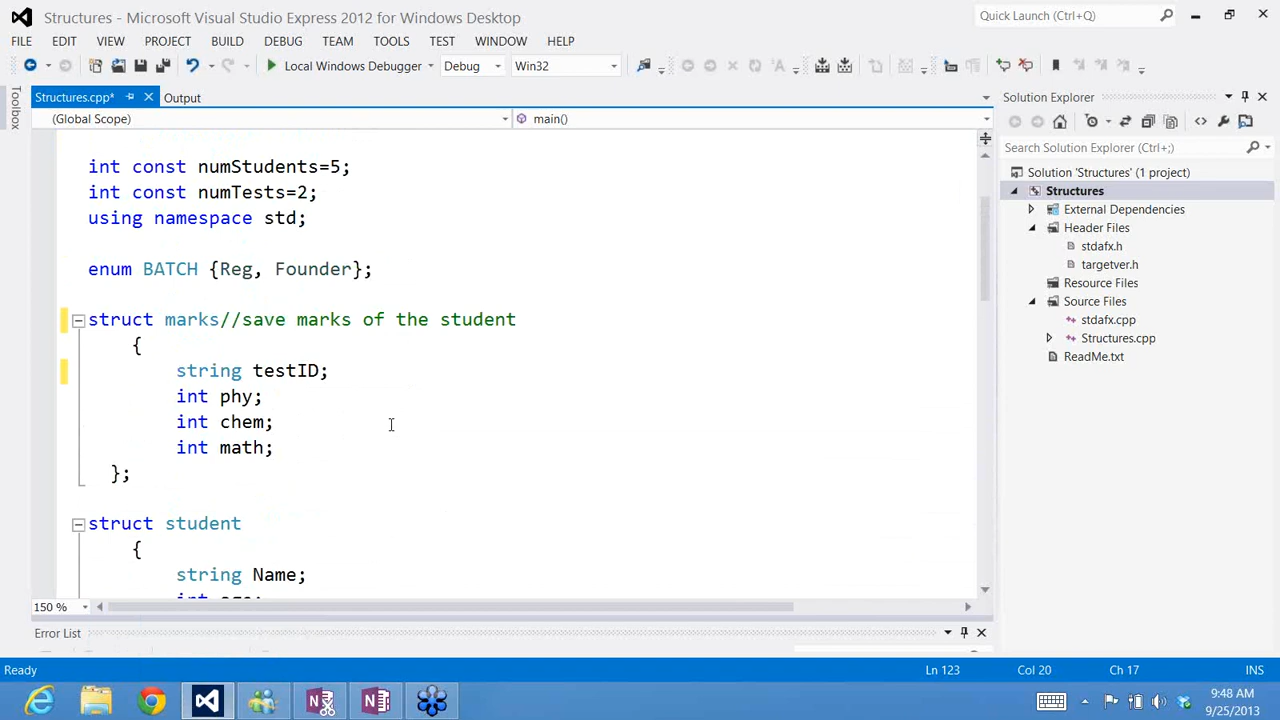 Structures - Microsoft Visual Studio Express 2012 for Windows Desktop
Quick Launch (Ctrl+Q)
FILE EDIT VIEW PROJECT BUILD DEBUG TEAM TOOLS TEST WINDOW HELP
Local Windows Debugger Debug Win32
Toolbox
Structures.cpp* Output
(Global Scope) main()
int const numStudents=5;
int const numTests=2;
using namespace std;
enum BATCH {Reg, Founder};
struct marks//save marks of the student
{
string testID;
int phy;
int chem;
int math;
};
struct student
{
string Name;
150 %
Error List
Solution Explorer
Search Solution Explorer (Ctrl+;)
Solution 'Structures' (1 project)
Structures
External Dependencies
Header Files
stdafx.h
targetver.h
Resource Files
Source Files
stdafx.cpp
Structures.cpp
ReadMe.txt
Ready Ln 123 Col 20 Ch 17 INS
9:48 AM
9/25/2013